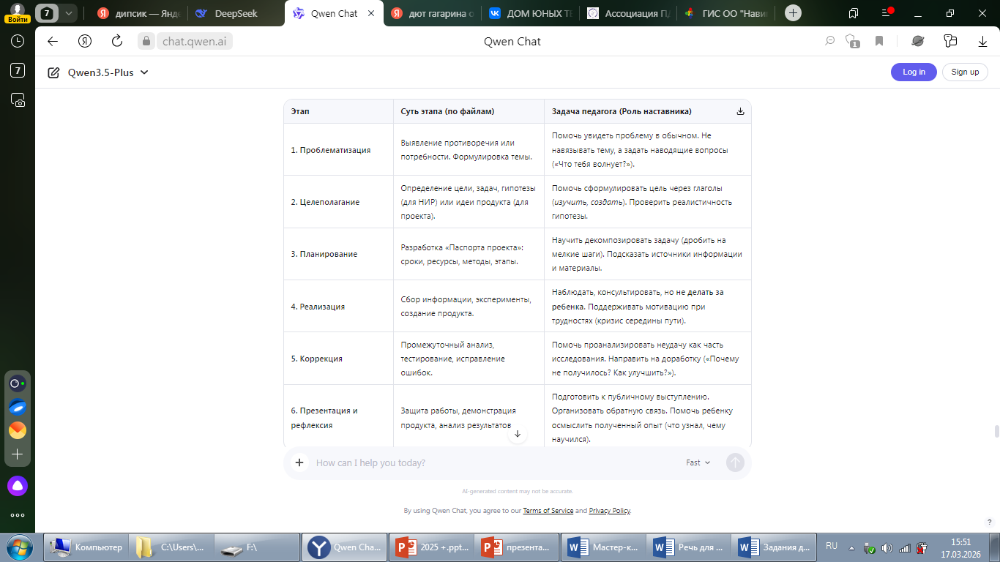 Войти
7
дипсик — Янде
DeepSeek
Qwen Chat
дют гагарина о
ДОМ ЮНЫХ ТЕ
Ассоциация ПД
ГИС ОО "Навиг
chat.qwen.ai
Qwen Chat
1
7
Qwen3.5-Plus
Log in
Sign up
Этап
Суть этапа (по файлам)
Задача педагога (Роль наставника)
1. Проблематизация
Выявление противоречия или
потребности. Формулировка темы.
Помочь увидеть проблему в обычном. Не
навязывать тему, а задать наводящие вопросы
(«Что тебя волнует?»).
2. Целеполагание
Определение цели, задач, гипотезы
(для НИР) или идеи продукта (для
проекта).
Помочь сформулировать цель через глаголы
(изучить, создать). Проверить реалистичность
гипотезы.
3. Планирование
Разработка «Паспорта проекта»:
сроки, ресурсы, методы, этапы.
Научить декомпозировать задачу (дробить на
мелкие шаги). Подсказать источники информации
и материалы.
4. Реализация
Сбор информации, эксперименты,
создание продукта.
Наблюдать, консультировать, но не делать за
ребенка. Поддерживать мотивацию при
трудностях (кризис середины пути).
5. Коррекция
Промежуточный анализ,
тестирование, исправление
ошибок.
Помочь проанализировать неудачу как часть
исследования. Направить на доработку («Почему
не получилось? Как улучшить?»).
6. Презентация и
рефлексия
Защита работы, демонстрация
продукта, анализ результатов
Подготовить к публичному выступлению.
Организовать обратную связь. Помочь ребенку
осмыслить полученный опыт (что узнал, чему
научился).
How can I help you today?
Fast
AI-generated content may not be accurate.
By using Qwen Chat, you agree to our Terms of Service and Privacy Policy.
?
Компьютер
C:\Users\...
F:\
Qwen Cha...
2025 +.ppt...
презента...
Мастер-к...
Речь для ...
Задания д...
RU
15:51
17.03.2026